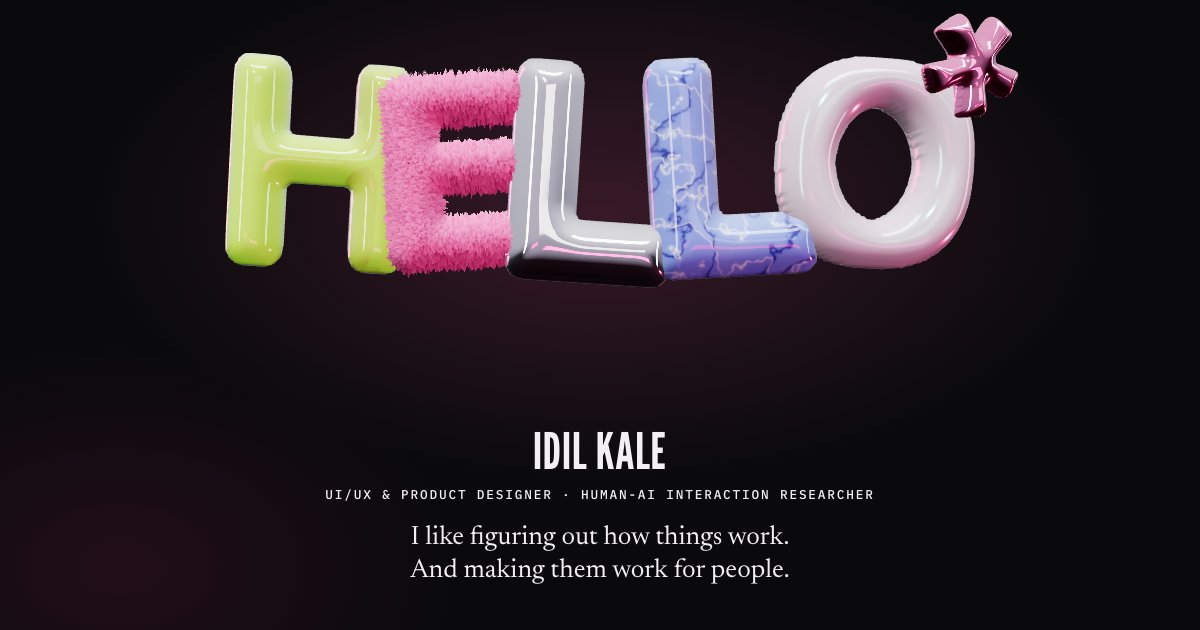 HELLO*
IDIL KALE
UI/UX & PRODUCT DESIGNER · HUMAN-AI INTERACTION RESEARCHER
I like figuring out how things work.
And making them work for people.